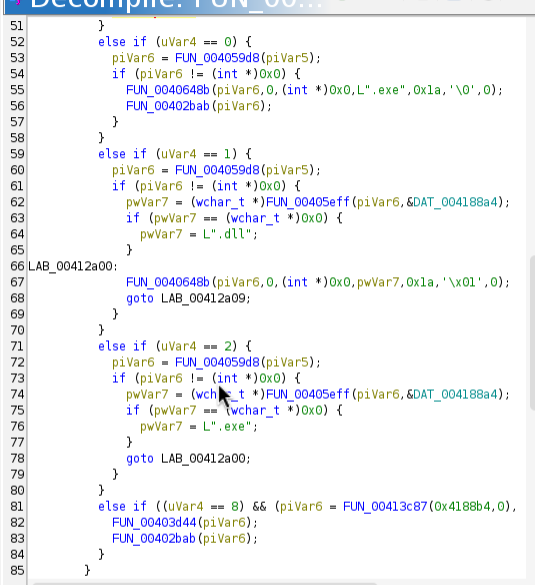 Decompile: FUN_00...
51 }
52 else if (uVar4 == 0) {
53 piVar6 = FUN_004059d8(piVar5);
54 if (piVar6 != (int *)0x0) {
55 FUN_0040648b(piVar6,0,(int *)0x0,L".exe",0x1a,'\0',0);
56 FUN_00402bab(piVar6);
57 }
58 }
59 else if (uVar4 == 1) {
60 piVar6 = FUN_004059d8(piVar5);
61 if (piVar6 != (int *)0x0) {
62 pwVar7 = (wchar_t *)FUN_00405eff(piVar6,&DAT_004188a4);
63 if (pwVar7 == (wchar_t *)0x0) {
64 pwVar7 = L".dll";
65 }
66 LAB_00412a00:
67 FUN_0040648b(piVar6,0,(int *)0x0,pwVar7,0x1a,'\x01',0);
68 goto LAB_00412a09;
69 }
70 }
71 else if (uVar4 == 2) {
72 piVar6 = FUN_004059d8(piVar5);
73 if (piVar6 != (int *)0x0) {
74 pwVar7 = (wchar_t *)FUN_00405eff(piVar6,&DAT_004188a4);
75 if (pwVar7 == (wchar_t *)0x0) {
76 pwVar7 = L".exe";
77 }
78 goto LAB_00412a00;
79 }
80 }
81 else if ((uVar4 == 8) && (piVar6 = FUN_00413c87(0x4188b4,0),
82 FUN_00403d44(piVar6);
83 FUN_00402bab(piVar6);
84 }
85 }